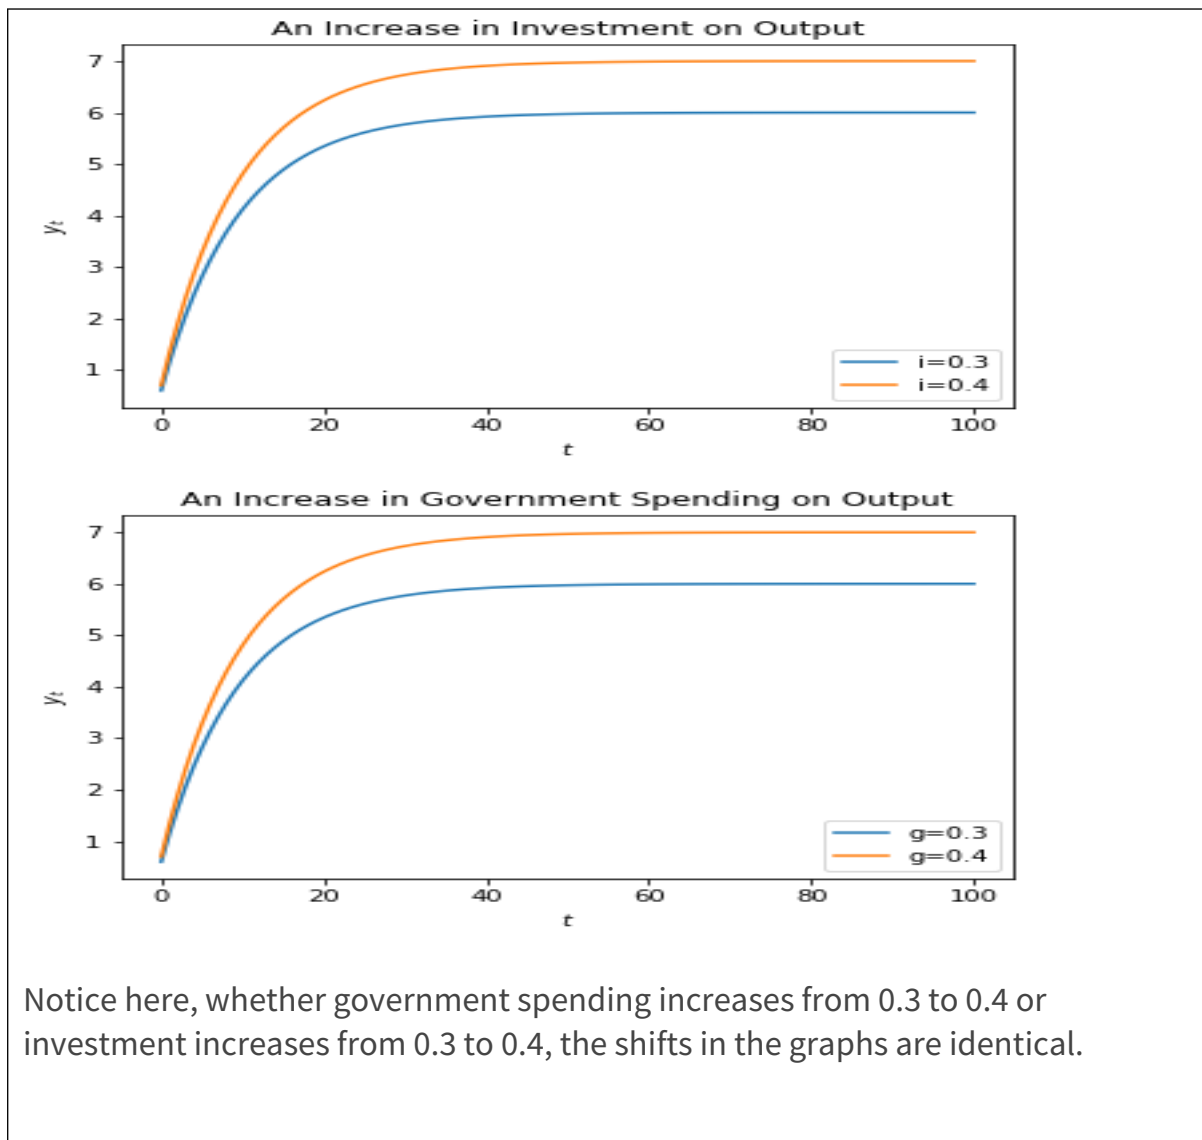 An Increase in Investment on Output
7
6
5
4
3
2
1
yt
i=0.3
i=0.4
0 20 40 60 80 100
t
An Increase in Government Spending on Output
7
6
5
4
3
2
1
yt
g=0.3
g=0.4
0 20 40 60 80 100
t
Notice here, whether government spending increases from 0.3 to 0.4 or
investment increases from 0.3 to 0.4, the shifts in the graphs are identical.